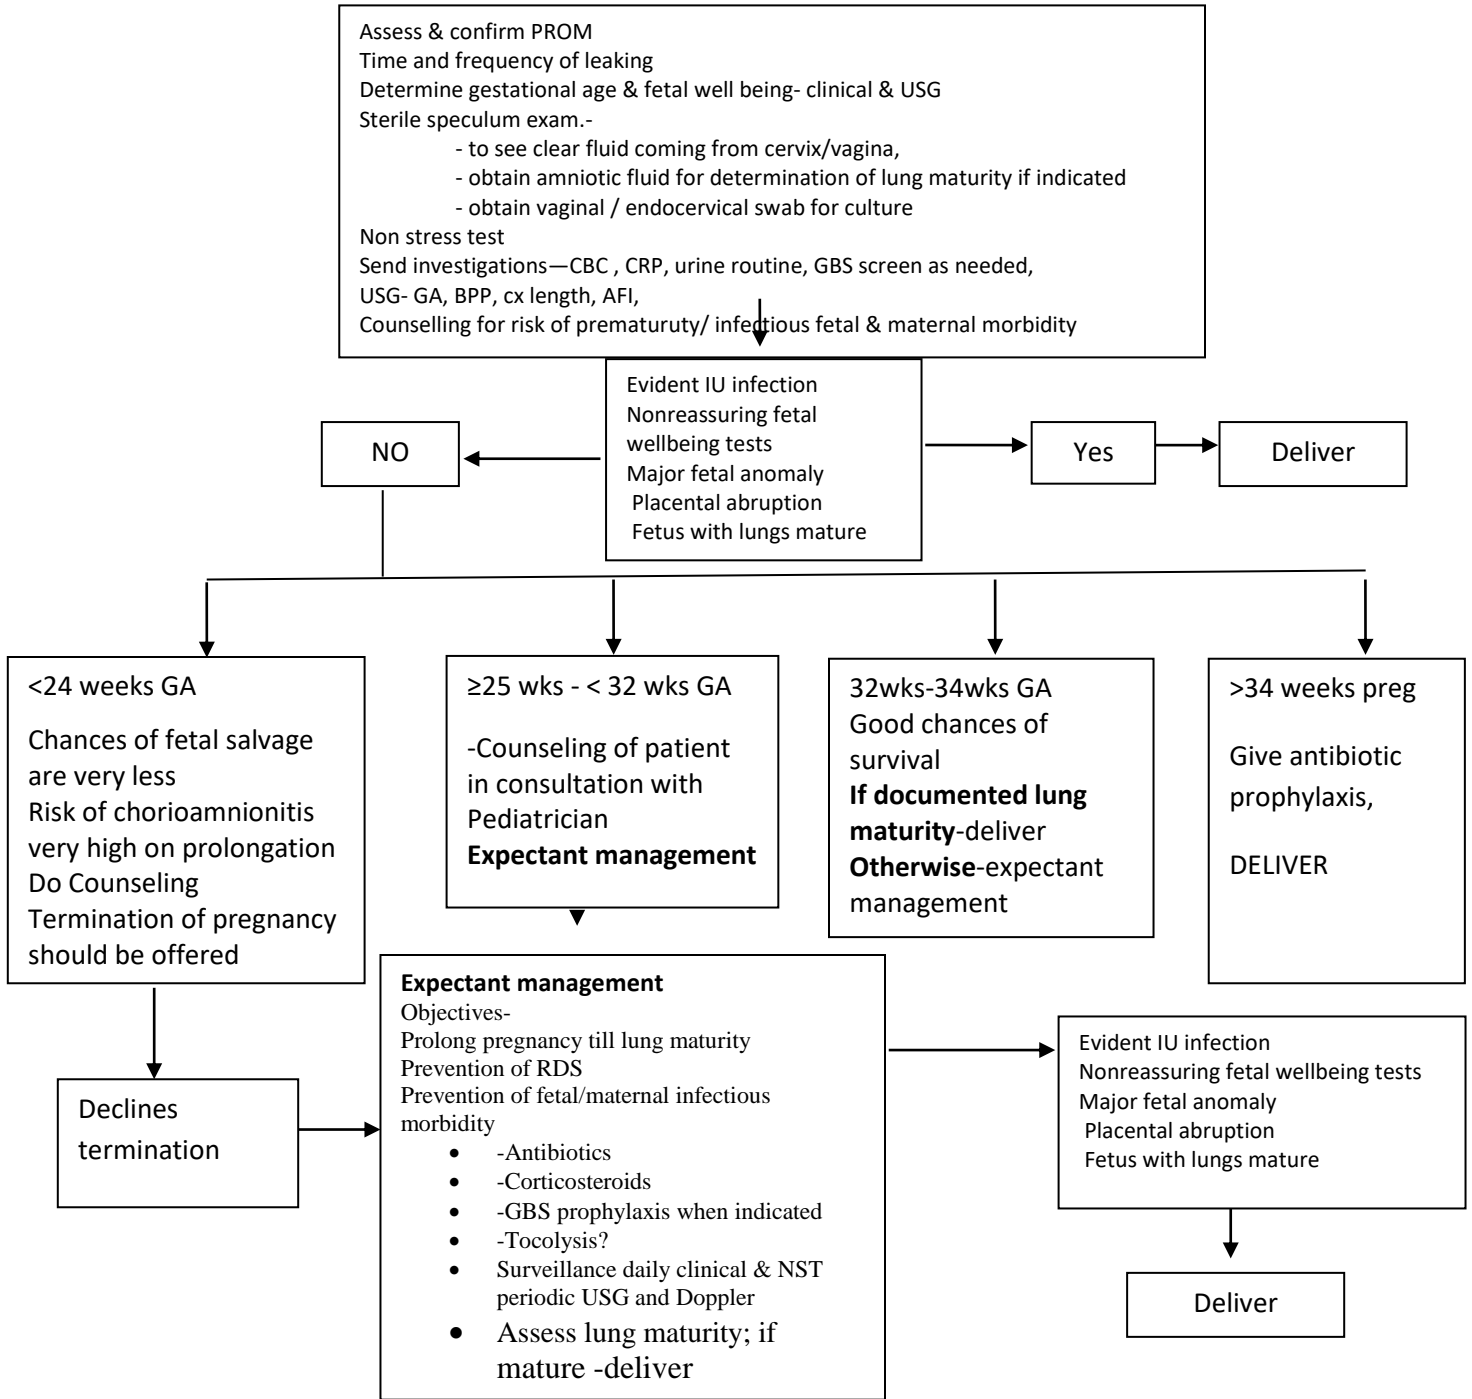 Assess & confirm PROM
Time and frequency of leaking
Determine gestational age & fetal well being- clinical & USG
Sterile speculum exam.-
- to see clear fluid coming from cervix/vagina,
- obtain amniotic fluid for determination of lung maturity if indicated
- obtain vaginal / endocervical swab for culture
Non stress test
Send investigations—CBC , CRP, urine routine, GBS screen as needed,
USG- GA, BPP, cx length, AFI,
Counselling for risk of prematuruty/ infectious fetal & maternal morbidity
Evident IU infection
Nonreassuring fetal
wellbeing tests
Major fetal anomaly
Placental abruption
Fetus with lungs mature
NO
Yes
Deliver
<24 weeks GA
Chances of fetal salvage
are very less
Risk of chorioamnionitis
very high on prolongation
Do Counseling
Termination of pregnancy
should be offered
≥25 wks - < 32 wks GA
-Counseling of patient
in consultation with
Pediatrician
Expectant management
32wks-34wks GA
Good chances of
survival
If documented lung
maturity-deliver
Otherwise-expectant
management
>34 weeks preg
Give antibiotic
prophylaxis,
DELIVER
Declines
termination
Expectant management
Objectives-
Prolong pregnancy till lung maturity
Prevention of RDS
Prevention of fetal/maternal infectious
morbidity
• -Antibiotics
• -Corticosteroids
• -GBS prophylaxis when indicated
• -Tocolysis?
• Surveillance daily clinical & NST
periodic USG and Doppler
• Assess lung maturity; if
mature -deliver
Evident IU infection
Nonreassuring fetal wellbeing tests
Major fetal anomaly
Placental abruption
Fetus with lungs mature
Deliver